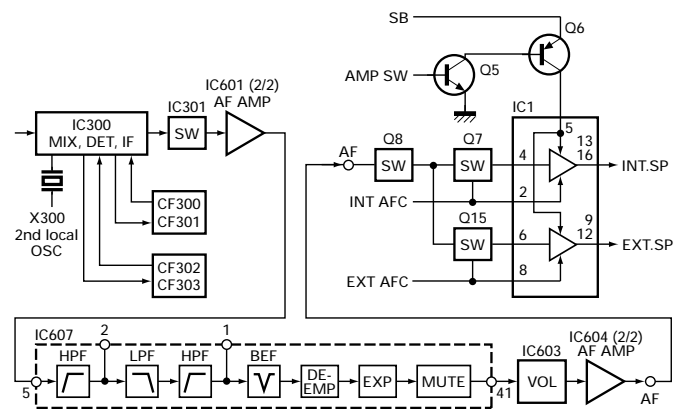 SB
Q6
Q5
AMP SW
IC601 (2/2)
AF AMP
IC301
IC300
MIX, DET, IF
SW
X300
2nd local
OSC
CF300
CF301
CF302
CF303
IC1
5
13
16
INT.SP
AF
Q8
SW
Q7
SW
4
INT AFC
2
9
12
EXT.SP
Q15
SW
6
EXT AFC
8
IC607
5
HPF
2
LPF
HPF
1
BEF
DE-
EMP
EXP
MUTE
41
IC603
VOL
IC604 (2/2)
AF AMP
AF